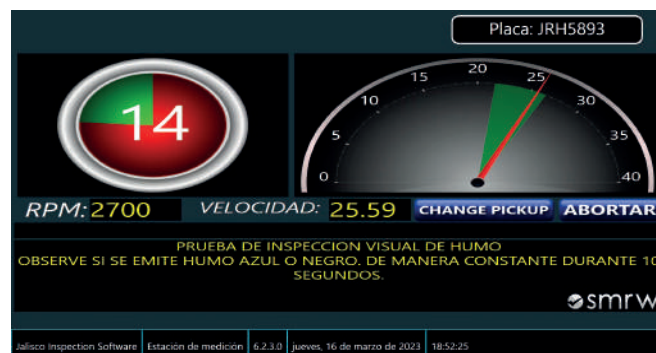 Placa: JRH5893
14
0
5
10
15
20
25
30
35
40
RPM: 2700 VELOCIDAD: 25.59 CHANGE PICKUP ABORTAR
PRUEBA DE INSPECCION VISUAL DE HUMO
OBSERVE SI SE EMITE HUMO AZUL O NEGRO. DE MANERA CONSTANTE DURANTE 10
SEGUNDOS.
smrw
Jalisco Inspection Software Estación de medición 6.2.3.0 jueves, 16 de marzo de 2023 18:52:25